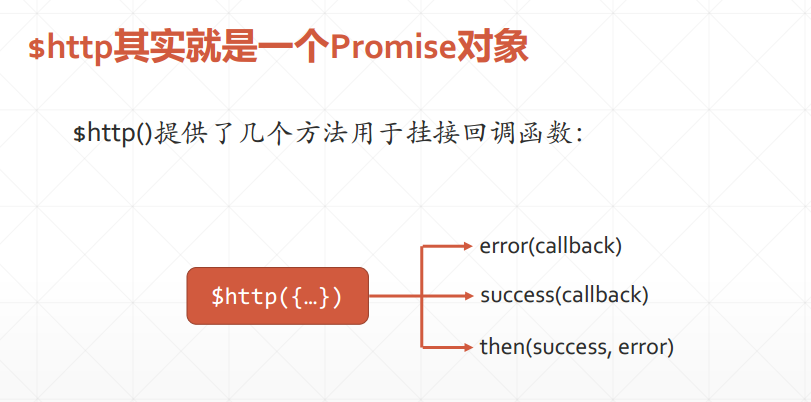 $http其实就是一个Promise对象
$http()提供了几个方法用于挂接回调函数：
error(callback)
$http({…})
success(callback)
then(success, error)